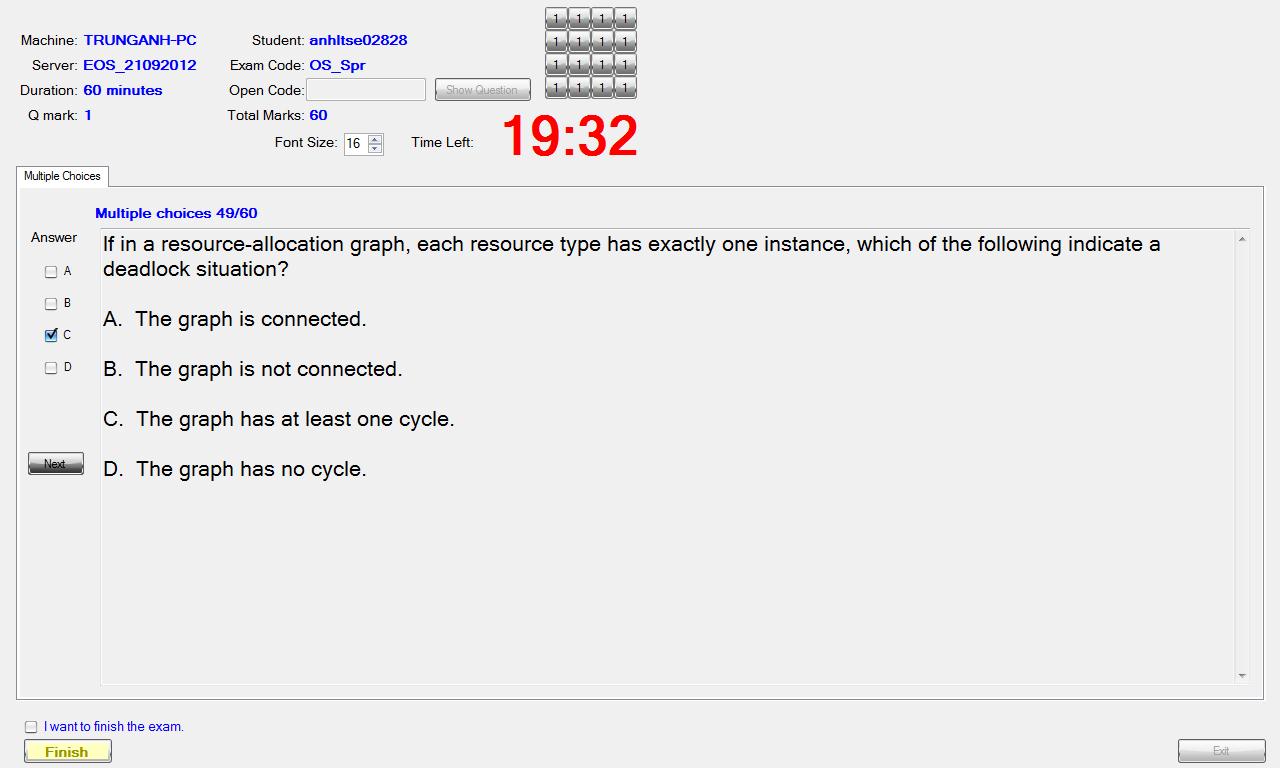 Machine: TRUNGANH-PC Student: anhltse02828
Server: EOS_21092012 Exam Code: OS_Spr
Duration: 60 minutes Open Code: Show Question
Q mark: 1 Total Marks: 60
Font Size: 16 Time Left: 19:32
1 1 1 1
1 1 1 1
1 1 1 1
1 1 1 1
Multiple Choices
Multiple choices 49/60
Answer
A
B
C
D
Next
If in a resource-allocation graph, each resource type has exactly one instance, which of the following indicate a
deadlock situation?
A. The graph is connected.
B. The graph is not connected.
C. The graph has at least one cycle.
D. The graph has no cycle.
I want to finish the exam.
Finish
Exit